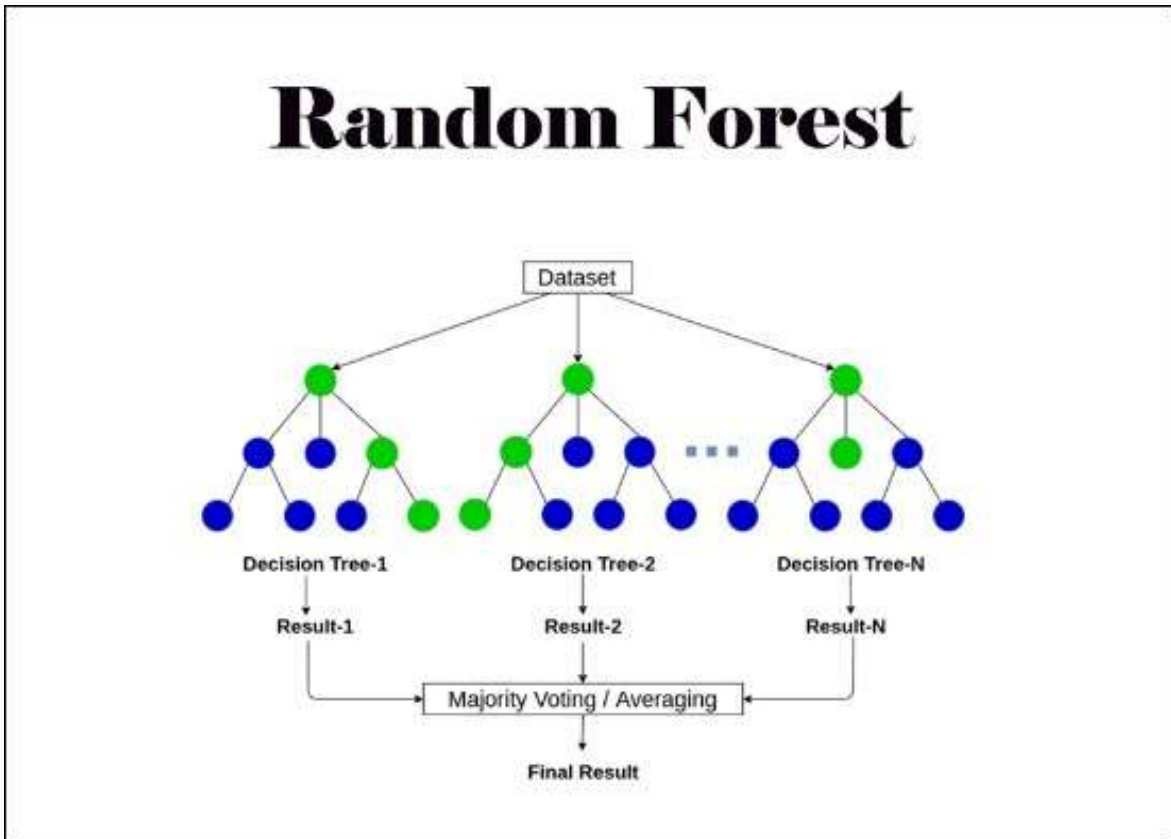 Random Forest
Dataset
Decision Tree-1
Decision Tree-2
Decision Tree-N
Result-1
Result-2
Result-N
Majority Voting / Averaging
Final Result